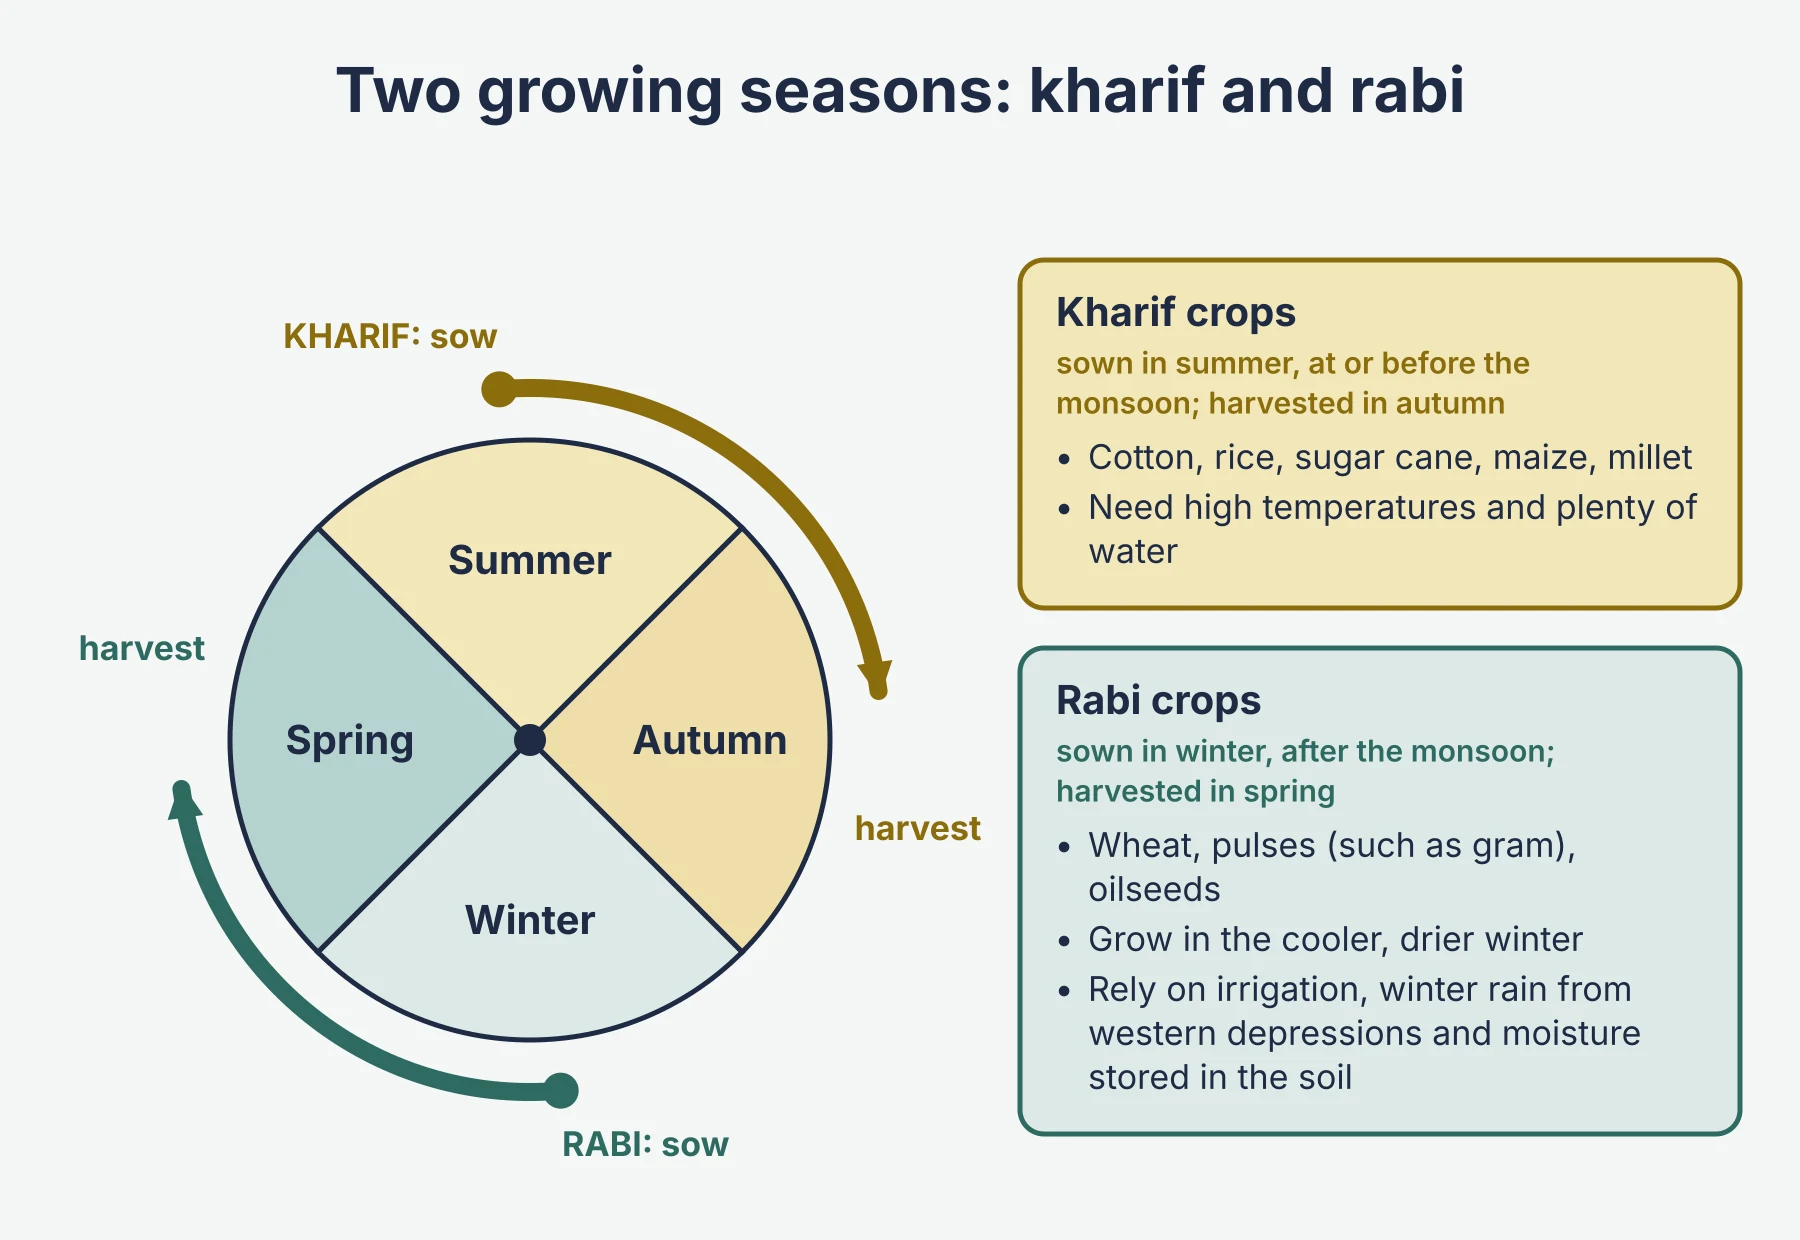 Two growing seasons: kharif and rabi
KHARIF: sow
Summer
harvest
Spring
Autumn
harvest
Winter
RABI: sow
Kharif crops
sown in summer, at or before the
monsoon; harvested in autumn
• Cotton, rice, sugar cane, maize, millet
• Need high temperatures and plenty of
water
Rabi crops
sown in winter, after the monsoon;
harvested in spring
• Wheat, pulses (such as gram),
oilseeds
• Grow in the cooler, drier winter
• Rely on irrigation, winter rain from
western depressions and moisture
stored in the soil